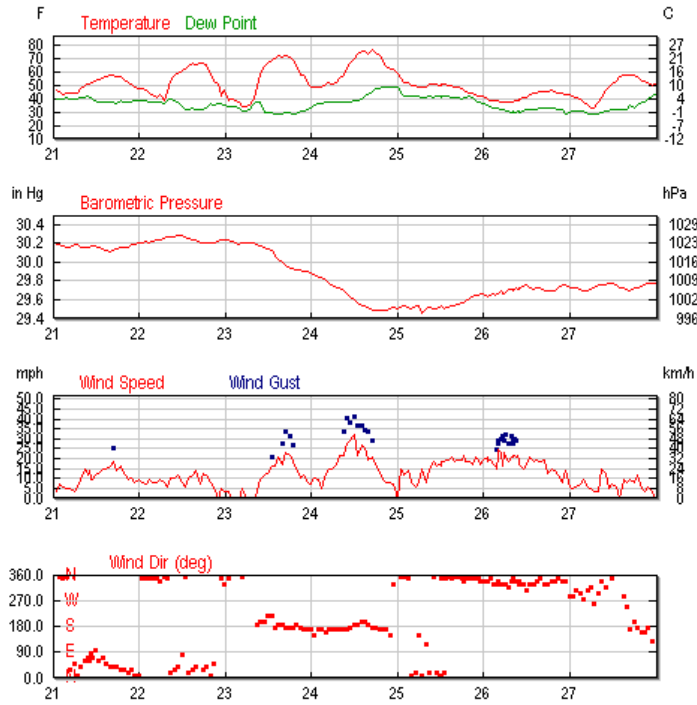 F C
Temperature Dew Point
80 27
70 21
60 16
50 10
40 4
30 -1
20 -7
10 -12
21 22 23 24 25 26 27
in Hg hPa
Barometric Pressure
30.4 1029
30.2 1023
30.0 1016
29.8 1009
29.6 1002
29.4 996
21 22 23 24 25 26 27
mph km/h
Wind Speed Wind Gust
50.0 80
45.0 72
40.0 64
35.0 56
30.0 48
25.0 40
20.0 32
15.0 24
10.0 16
5.0 8
0.0 0
21 22 23 24 25 26 27
Wind Dir (deg)
360.0 N
270.0 W
180.0 S
90.0 E
0.0 N
21 22 23 24 25 26 27